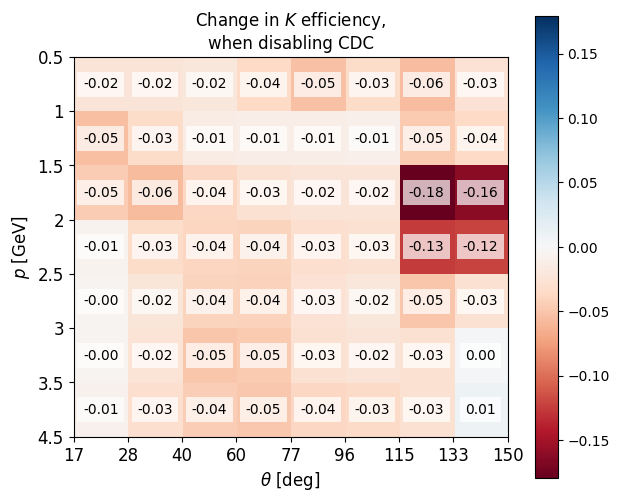 Change in K efficiency,
when disabling CDC
0.5
-0.02 -0.02 -0.02 -0.04 -0.05 -0.03 -0.06 -0.03
1
-0.05 -0.03 -0.01 -0.01 -0.01 -0.01 -0.05 -0.04
1.5
-0.05 -0.06 -0.04 -0.03 -0.02 -0.02 -0.18 -0.16
2
-0.01 -0.03 -0.04 -0.04 -0.03 -0.03 -0.13 -0.12
2.5
-0.00 -0.02 -0.04 -0.04 -0.03 -0.02 -0.05 -0.03
3
-0.00 -0.02 -0.05 -0.05 -0.03 -0.02 -0.03 0.00
3.5
-0.01 -0.03 -0.04 -0.05 -0.04 -0.03 -0.03 0.01
4.5
p [GeV]
17 28 40 60 77 96 115 133 150
θ [deg]
0.15
0.10
0.05
0.00
−0.05
−0.10
−0.15